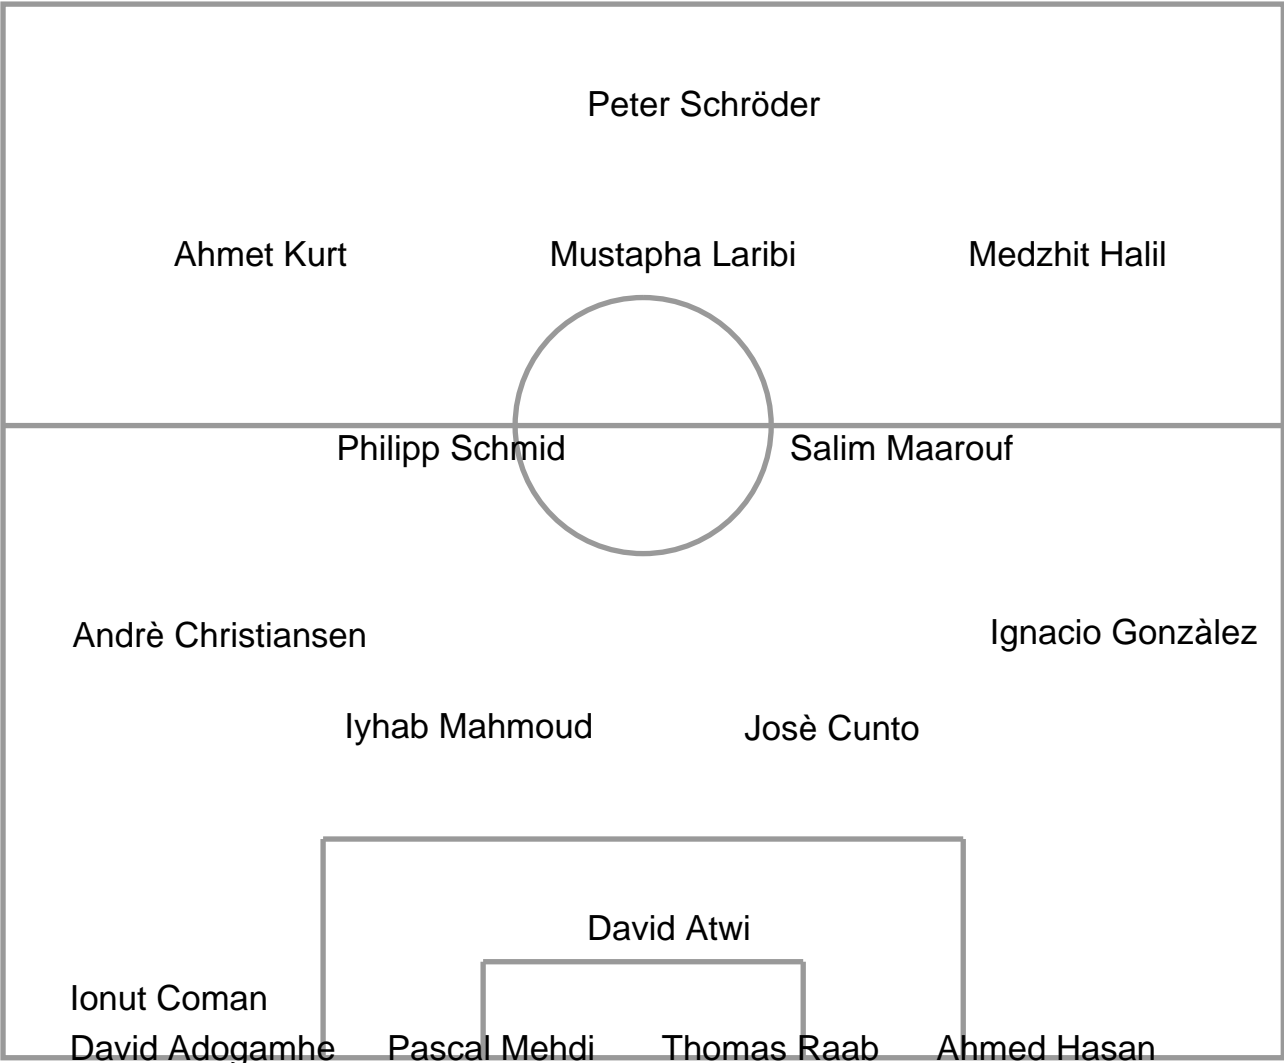 Peter Schröder
Ahmet Kurt Mustapha Laribi Medzhit Halil
Philipp Schmid Salim Maarouf
Andrè Christiansen Ignacio Gonzàlez
Iyhab Mahmoud Josè Cunto
David Atwi
Ionut Coman
David Adogamhe Pascal Mehdi Thomas Raab Ahmed Hasan